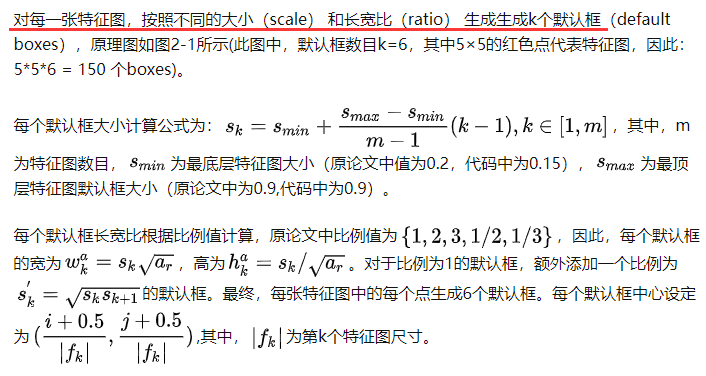 对每一张特征图，按照不同的大小（scale） 和长宽比（ratio） 生成生成k个默认框（default
boxes），原理图如图2-1所示(此图中，默认框数目k=6，其中5×5的红色点代表特征图，因此：
5*5*6 = 150 个boxes)。
每个默认框大小计算公式为： s_k = s_{min} + \frac{s_{max} - s_{min}}{m - 1}(k - 1), k ∈ [1, m]，其中，m
为特征图数目， s_{min} 为最底层特征图大小（原论文中值为0.2，代码中为0.15）， s_{max} 为最顶
层特征图默认框大小（原论文中为0.9,代码中为0.9）。
每个默认框长宽比根据比例值计算，原论文中比例值为 {1, 2, 3, 1/2, 1/3}，因此，每个默认框
的宽为 w_k^a = s_k\sqrt{a_r}，高为 h_k^a = s_k/\sqrt{a_r}。对于比例为1的默认框，额外添加一个比例为
s_k^{'} = \sqrt{s_k s_{k+1}} 的默认框。最终，每张特征图中的每个点生成6个默认框。每个默认框中心设定
为 (\frac{i + 0.5}{|f_k|}, \frac{j + 0.5}{|f_k|}) ,其中， |f_k| 为第k个特征图尺寸。